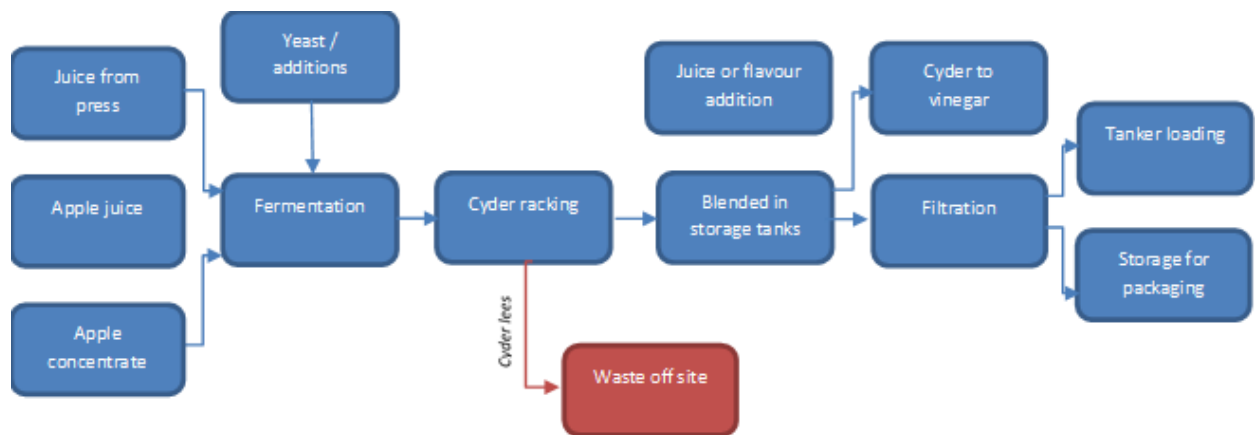 Yeast /
additions
Juice from
press
Juice or flavour
addition
Cyder to
vinegar
Tanker loading
Apple juice
Fermentation
Cyder racking
Blended in
storage tanks
Filtration
Storage for
packaging
Apple
concentrate
Cyder lees
Waste off site